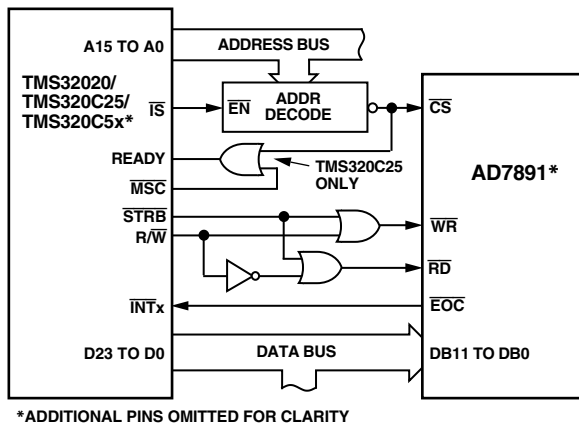 A15 TO A0
ADDRESS BUS
TMS32020/
TMS320C25/
TMS320C5x*
IS
EN
ADDR
DECODE
CS
READY
TMS320C25
ONLY
AD7891*
MSC
STRB
R/W
WR
RD
INTx
EOC
D23 TO D0
DATA BUS
DB11 TO DB0
*ADDITIONAL PINS OMITTED FOR CLARITY